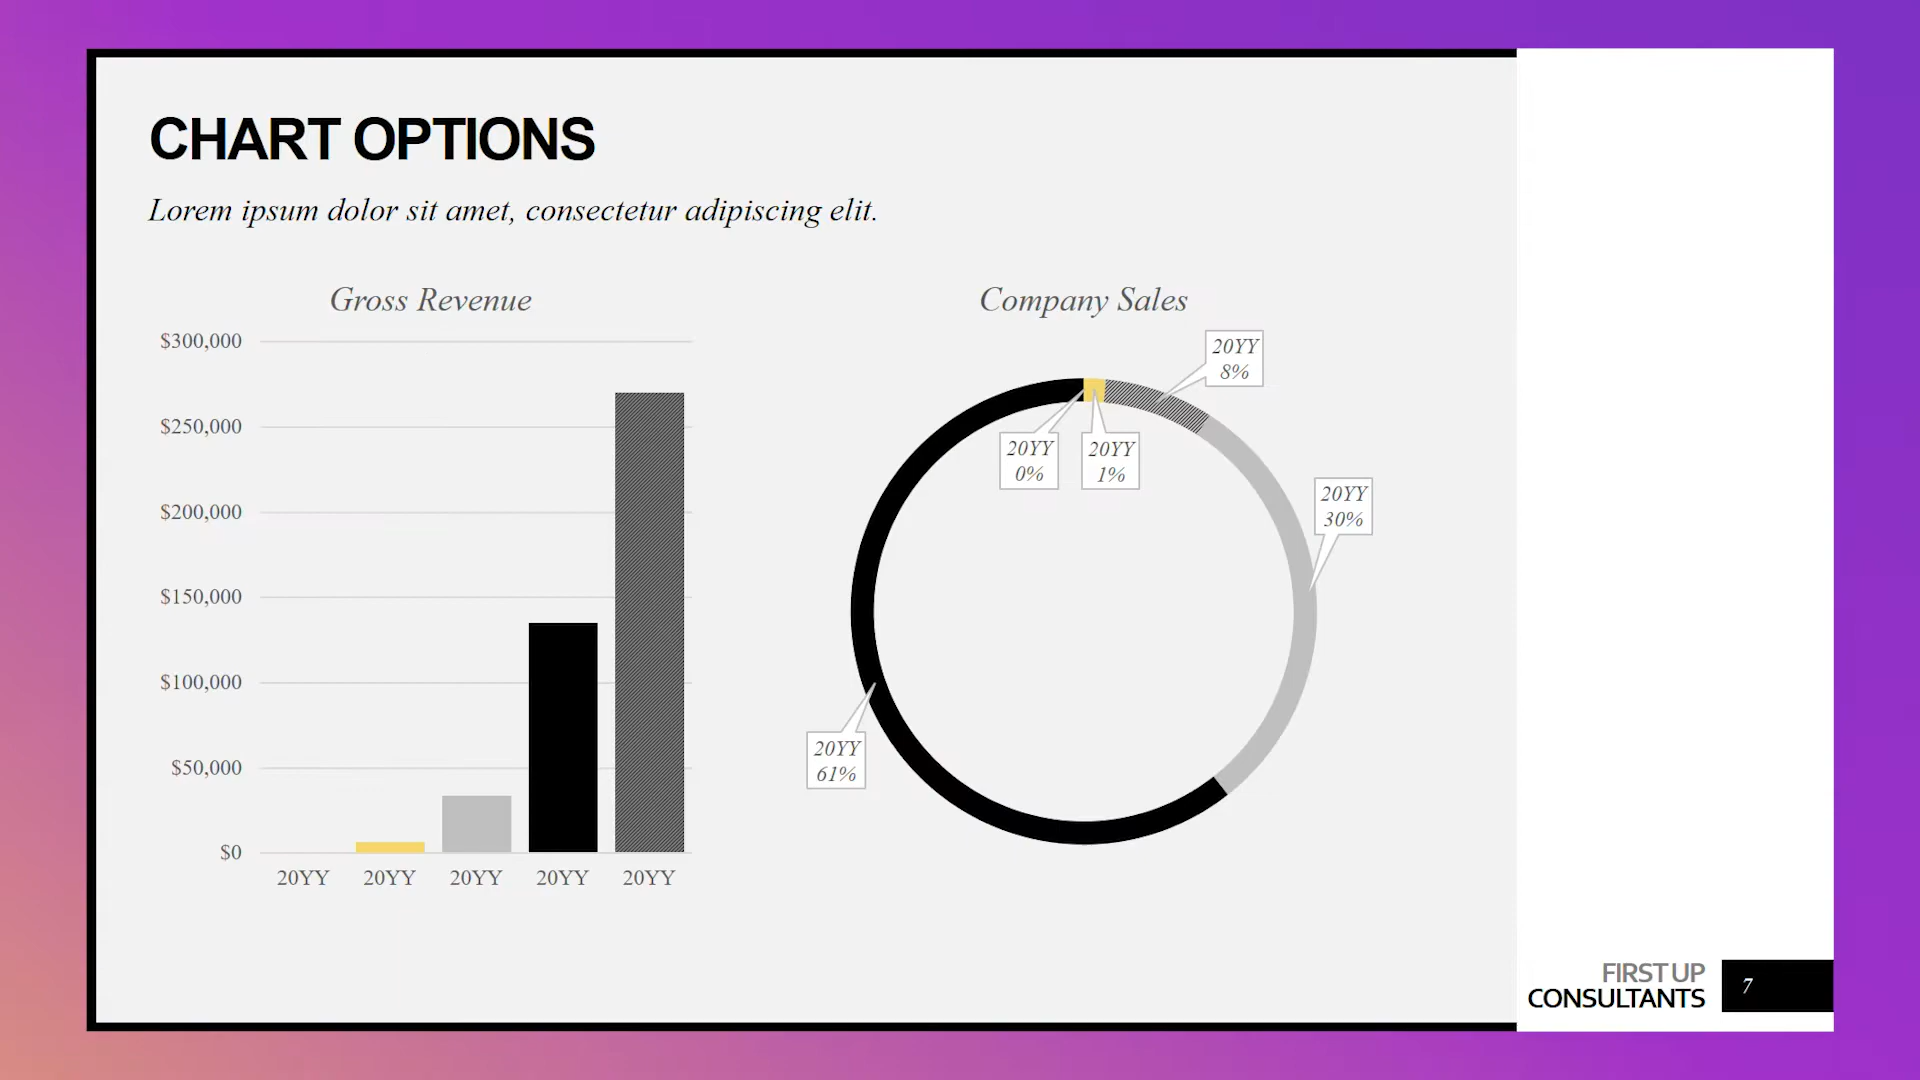 CHART OPTIONS
Lorem ipsum dolor sit amet, consectetur adipiscing elit.
Gross Revenue
$300,000
$250,000
$200,000
$150,000
$100,000
$50,000
$0
20YY 20YY 20YY 20YY 20YY
Company Sales
20YY
8%
20YY
0%
20YY
1%
20YY
30%
20YY
61%
FIRST UP
CONSULTANTS
7